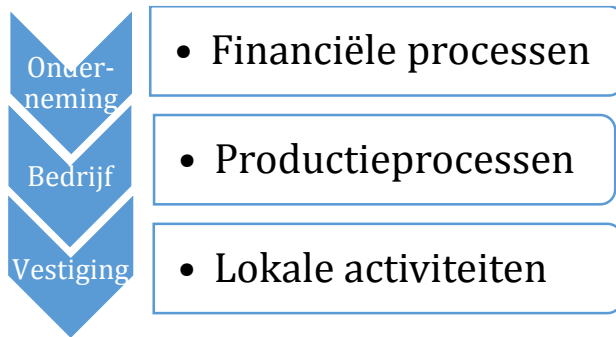 Onder-
neming
• Financiële processen
Bedrijf
• Productieprocessen
Vestiging
• Lokale activiteiten